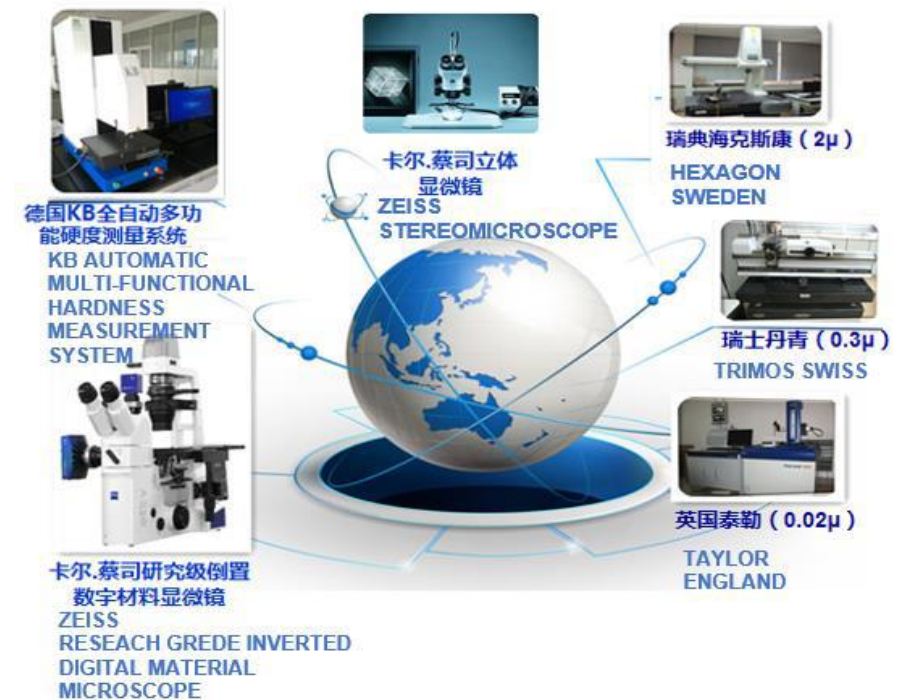 德国KB全自动多功
能硬度测量系统
KB AUTOMATIC
MULTI-FUNCTIONAL
HARDNESS
MEASUREMENT
SYSTEM
卡尔.蔡司立体
显微镜
ZEISS
STEREOMICROSCOPE
瑞典海克斯康（2μ）
HEXAGON
SWEDEN
瑞士丹青（0.3μ）
TRIMOS SWISS
英国泰勒（0.02μ）
TAYLOR
ENGLAND
卡尔.蔡司研究级倒置
数字材料显微镜
ZEISS
RESEACH GREDE INVERTED
DIGITAL MATERIAL
MICROSCOPE